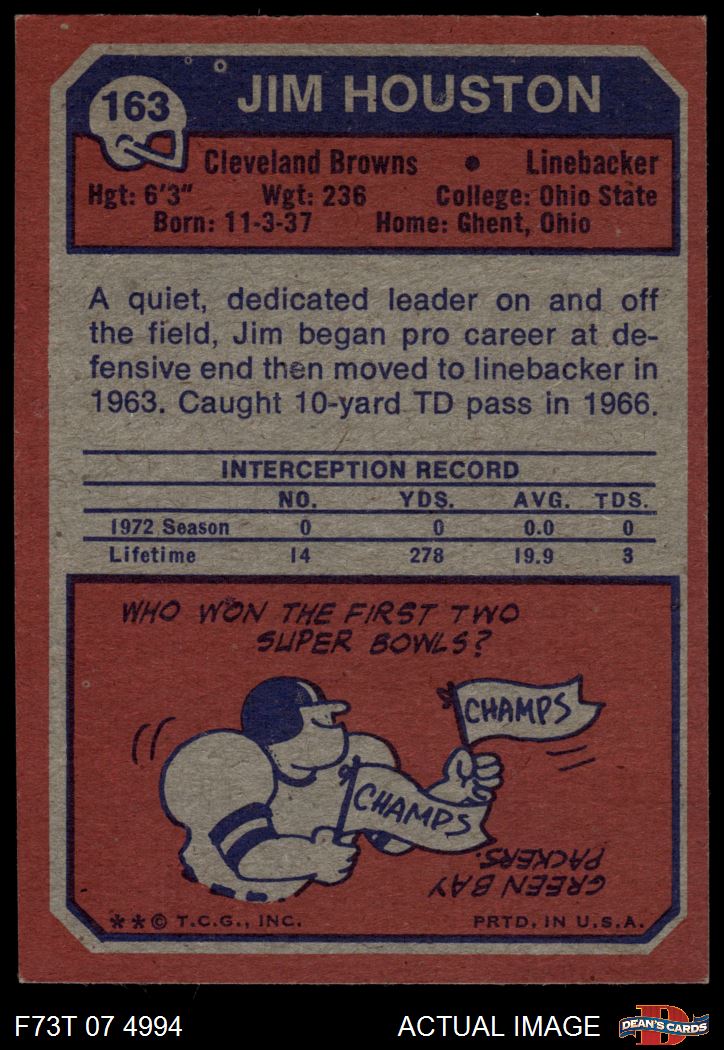 163
JIM HOUSTON
Cleveland Browns • Linebacker
Hgt: 6'3" Wgt: 236 College: Ohio State
Born: 11-3-37 Home: Ghent, Ohio
A quiet, dedicated leader on and off
the field, Jim began pro career at de-
fensive end then moved to linebacker in
1963. Caught 10-yard TD pass in 1966.
INTERCEPTION RECORD
NO. YDS. AVG. TDS.
1972 Season 0 0 0.0 0
Lifetime 14 278 19.9 3
WHO WON THE FIRST TWO
SUPER BOWLS?
CHAMPS
CHAMPS
GREEN BAY
PACKERS.
**© T.C.G., INC. PRTD. IN U.S.A.
F73T 07 4994 ACTUAL IMAGE
D
DEAN'S CARDS